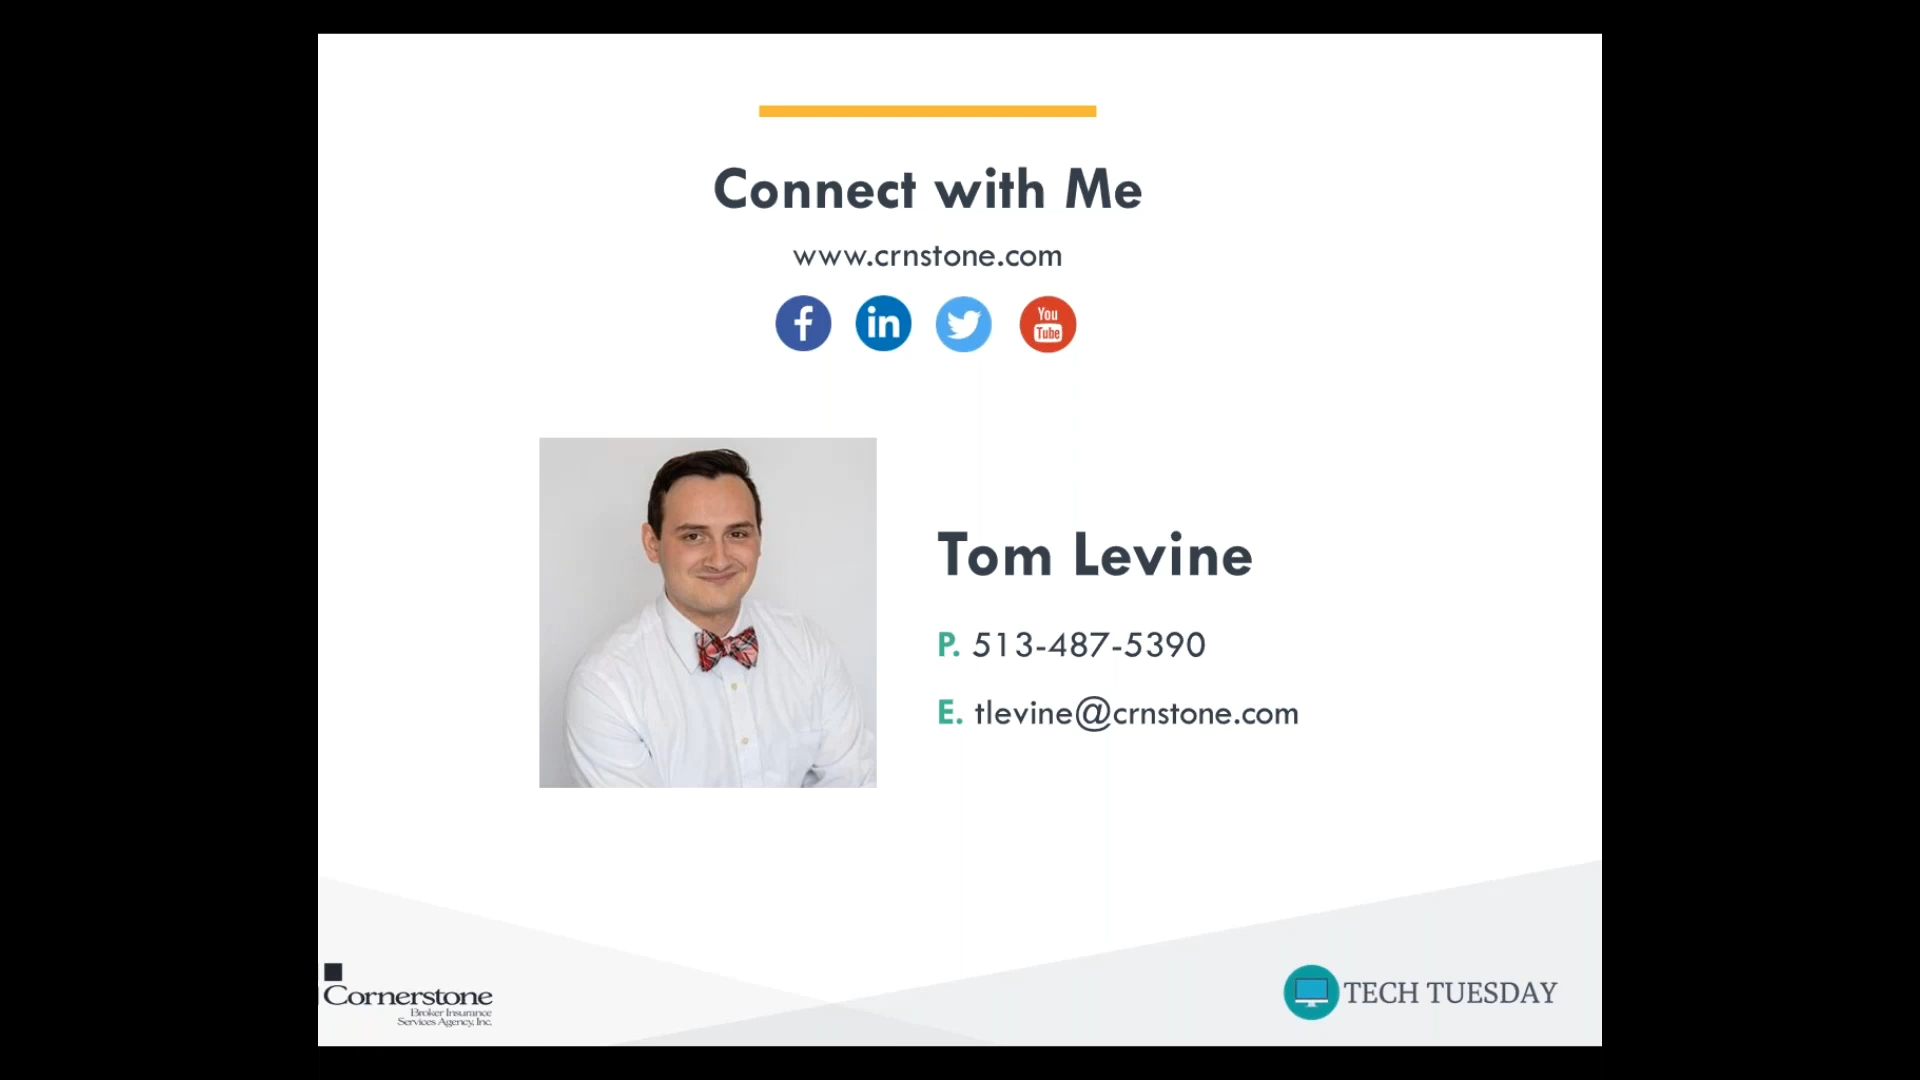 Connect with Me
www.crnstone.com
f in You
Tube
Tom Levine
P. 513-487-5390
E. tlevine@crnstone.com
Cornerstone
Broker Insurance
Services Agency, Inc.
TECH TUESDAY